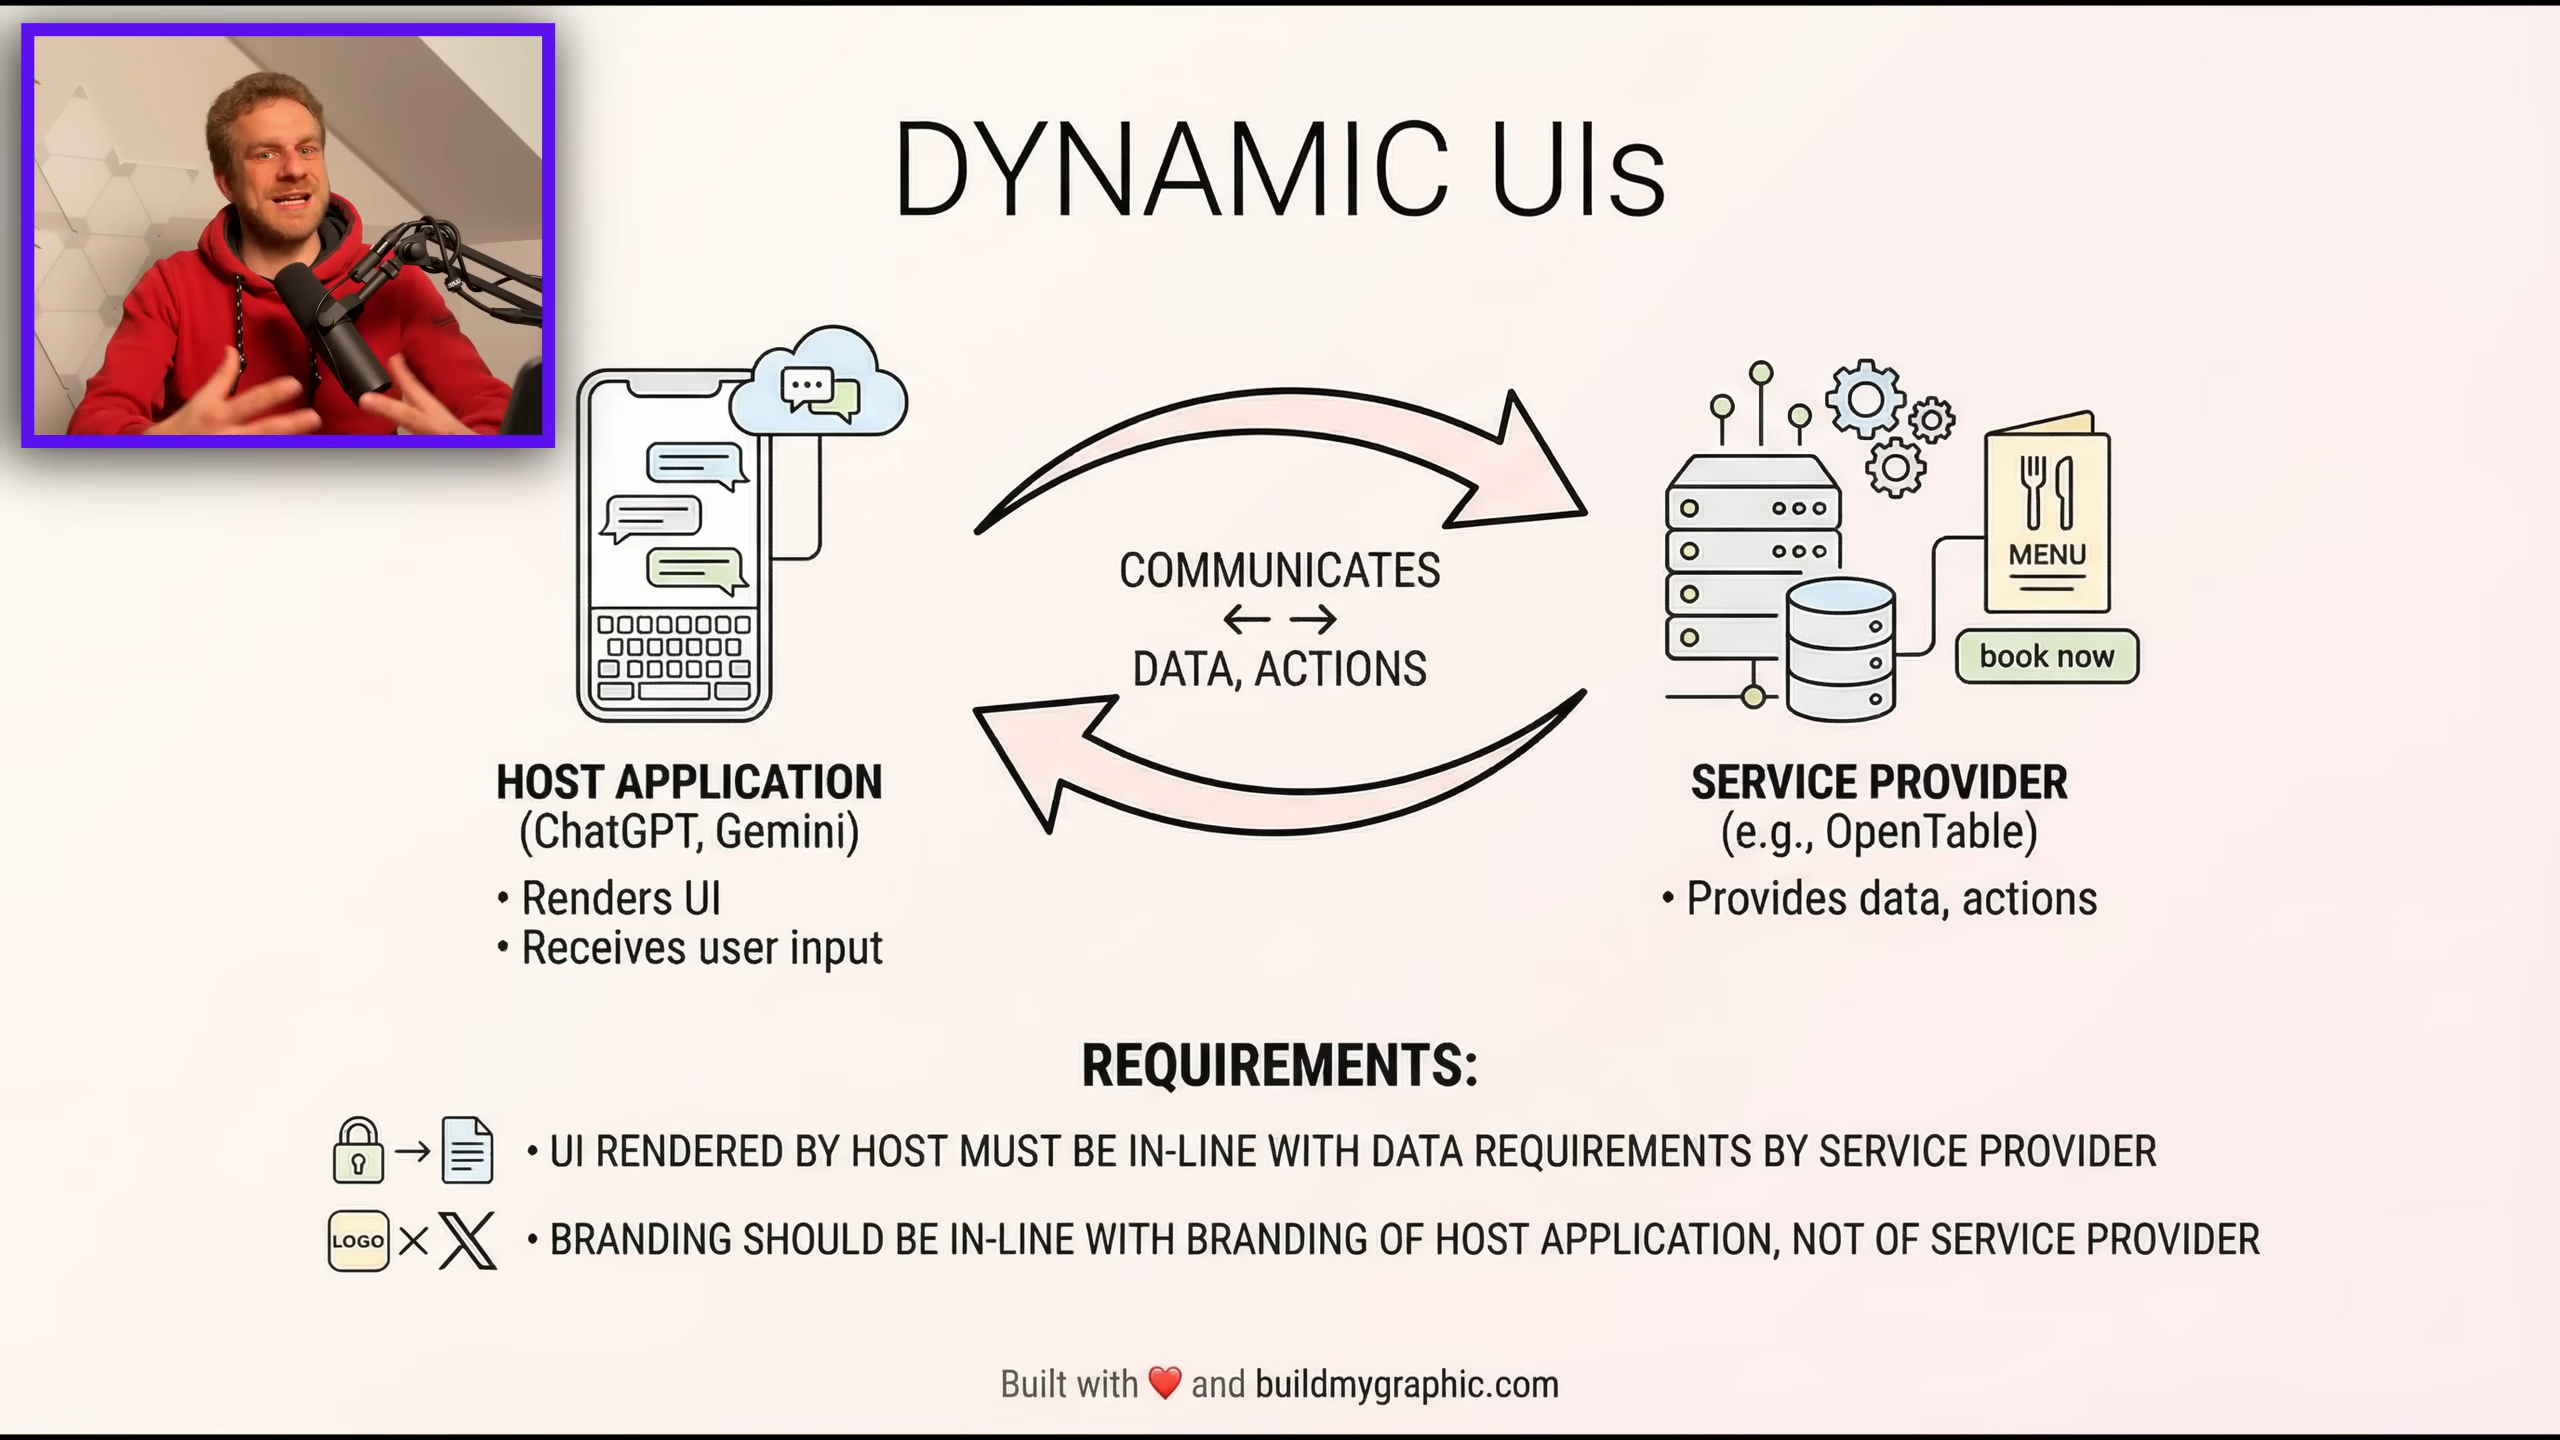 DYNAMIC UIs
COMMUNICATES
← →
DATA, ACTIONS
MENU
book now
HOST APPLICATION
(ChatGPT, Gemini)
• Renders UI
• Receives user input
SERVICE PROVIDER
(e.g., OpenTable)
• Provides data, actions
REQUIREMENTS:
• UI RENDERED BY HOST MUST BE IN-LINE WITH DATA REQUIREMENTS BY SERVICE PROVIDER
LOGO
• BRANDING SHOULD BE IN-LINE WITH BRANDING OF HOST APPLICATION, NOT OF SERVICE PROVIDER
Built with ❤️ and buildmygraphic.com